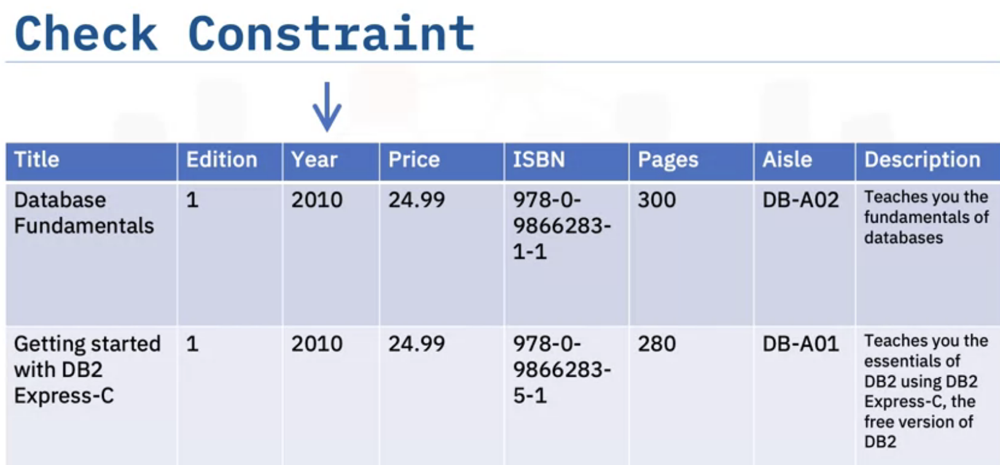 Check Constraint
Title Edition Year Price ISBN Pages Aisle Description
Database
Fundamentals
1
2010
24.99
978-0-
9866283-
1-1
300
DB-A02
Teaches you the
fundamentals of
databases
Getting started
with DB2
Express-C
1
2010
24.99
978-0-
9866283-
5-1
280
DB-A01
Teaches you the
essentials of
DB2 using DB2
Express-C, the
free version of
DB2